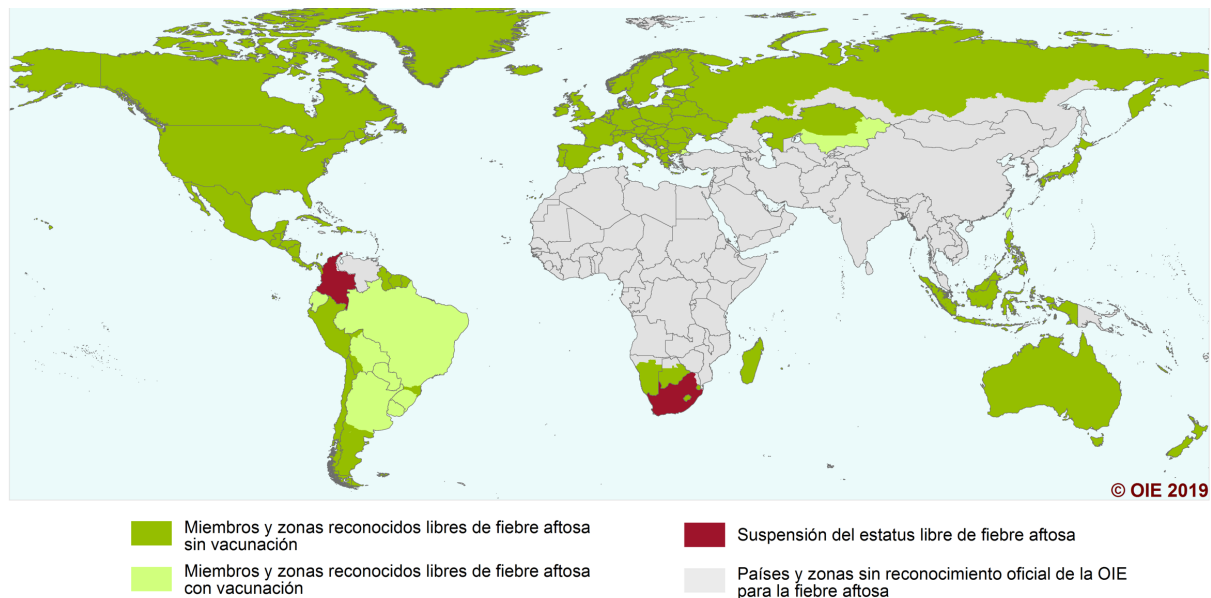 © OIE 2019
Miembros y zonas reconocidos libres de fiebre aftosa
sin vacunación
Miembros y zonas reconocidos libres de fiebre aftosa
con vacunación
Suspensión del estatus libre de fiebre aftosa
Países y zonas sin reconocimiento oficial de la OIE
para la fiebre aftosa